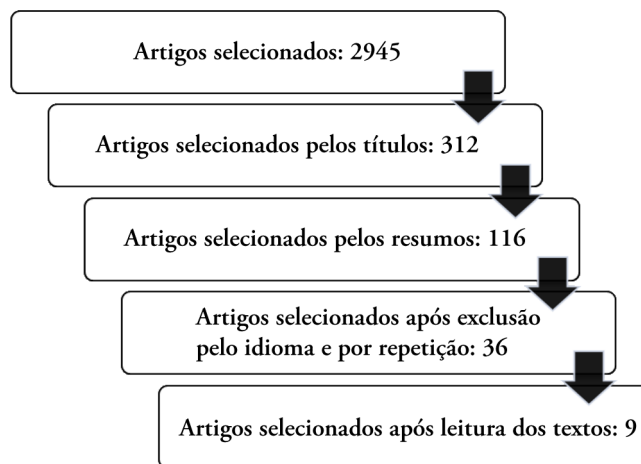 Artigos selecionados: 2945
Artigos selecionados pelos títulos: 312
Artigos selecionados pelos resumos: 116
Artigos selecionados após exclusão
pelo idioma e por repetição: 36
Artigos selecionados após leitura dos textos: 9